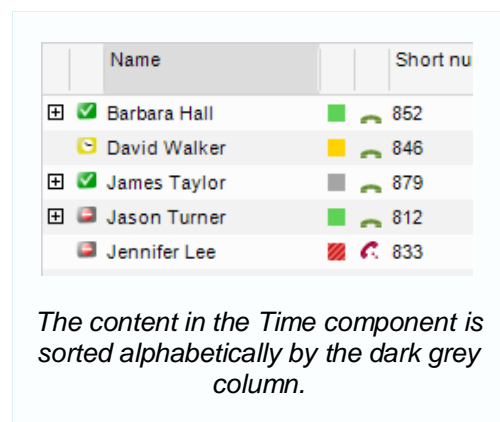 Name Short nu
Barbara Hall 852
David Walker 846
James Taylor 879
Jason Turner 812
Jennifer Lee 833
The content in the Time component is
sorted alphabetically by the dark grey
column.